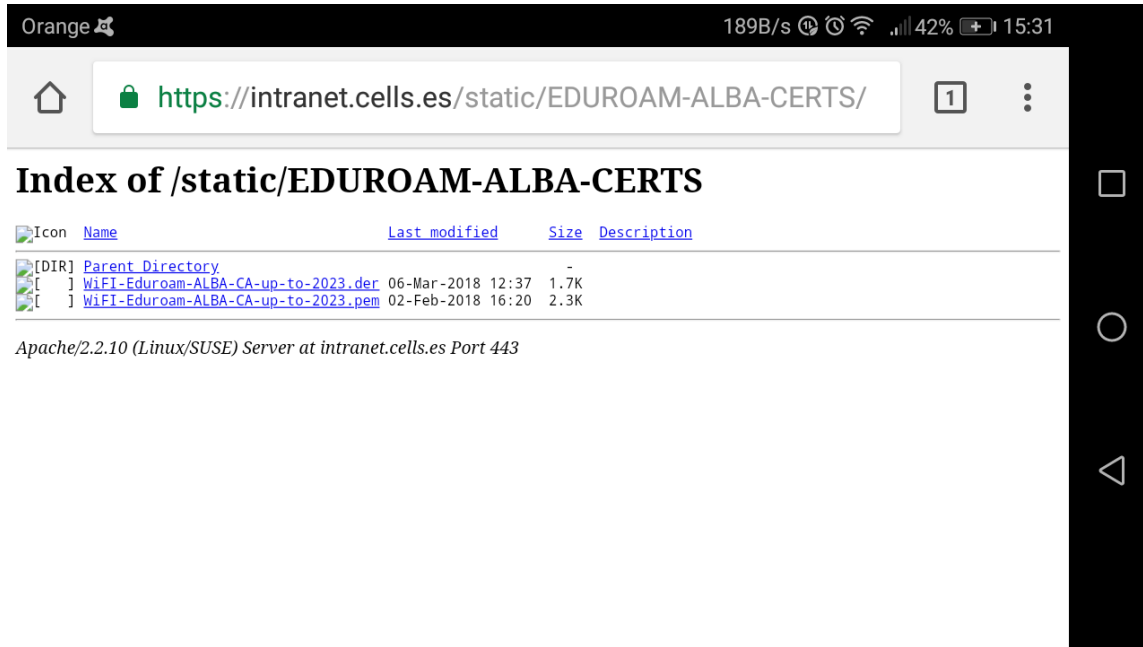 Orange 189B/s 42% 15:31
https://intranet.cells.es/static/EDUROAM-ALBA-CERTS/ 1
Index of /static/EDUROAM-ALBA-CERTS
Icon Name Last modified Size Description
[DIR] Parent Directory -
[ ] WiFI-Eduroam-ALBA-CA-up-to-2023.der 06-Mar-2018 12:37 1.7K
[ ] WiFI-Eduroam-ALBA-CA-up-to-2023.pem 02-Feb-2018 16:20 2.3K
Apache/2.2.10 (Linux/SUSE) Server at intranet.cells.es Port 443